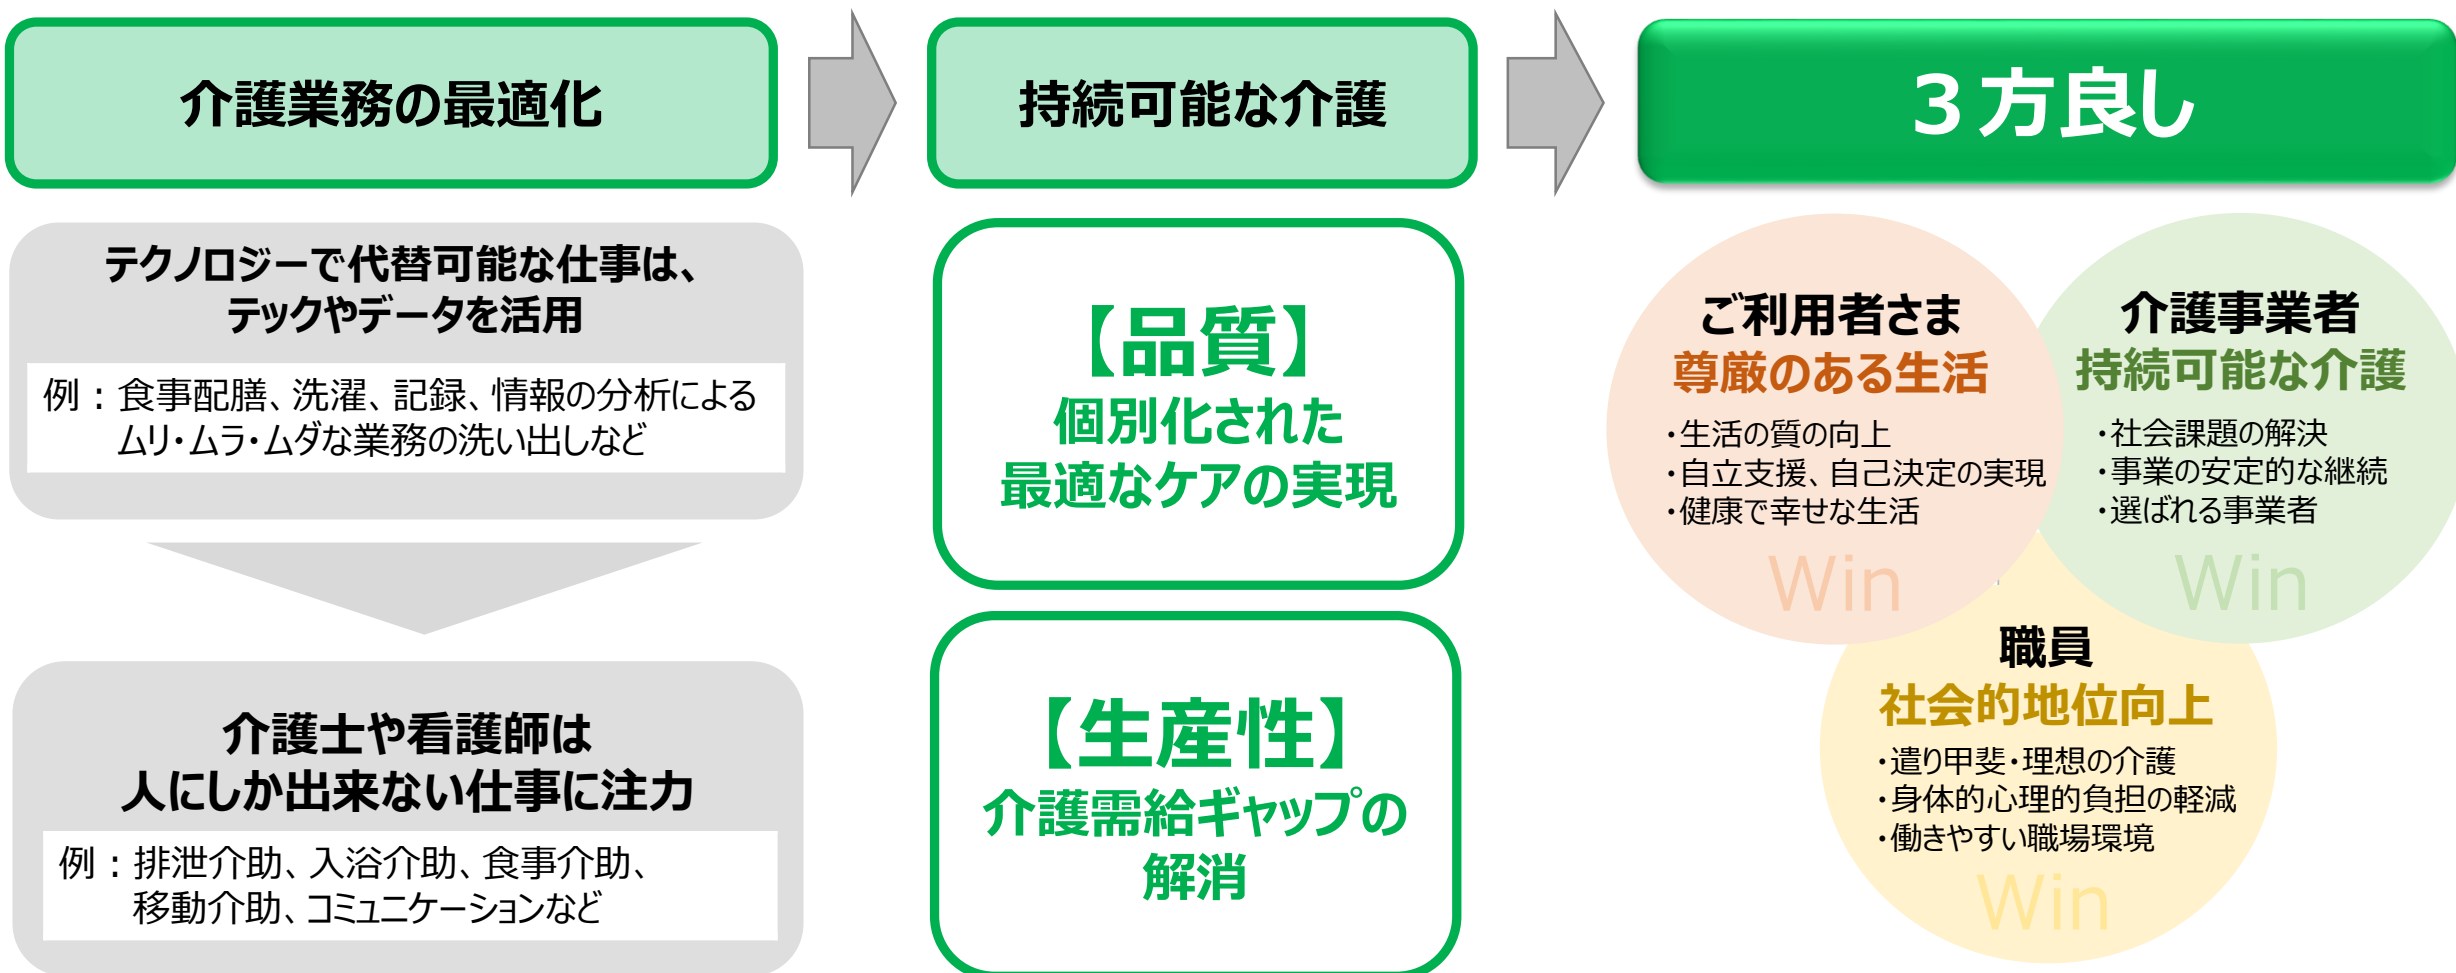 介護業務の最適化
持続可能な介護
3方良し
テクノロジーで代替可能な仕事は、
テックやデータを活用
例：食事配膳、洗濯、記録、情報の分析による
ムリ・ムラ・ムダな業務の洗い出しなど
介護士や看護師は
人にしか出来ない仕事に注力
例：排泄介助、入浴介助、食事介助、
移動介助、コミュニケーションなど
【品質】
個別化された
最適なケアの実現
【生産性】
介護需給ギャップの
解消
ご利用者さま
尊厳のある生活
・生活の質の向上
・自立支援、自己決定の実現
・健康で幸せな生活
Win
介護事業者
持続可能な介護
・社会課題の解決
・事業の安定的な継続
・選ばれる事業者
Win
職員
社会的地位向上
・遣り甲斐・理想の介護
・身体的心理的負担の軽減
・働きやすい職場環境
Win